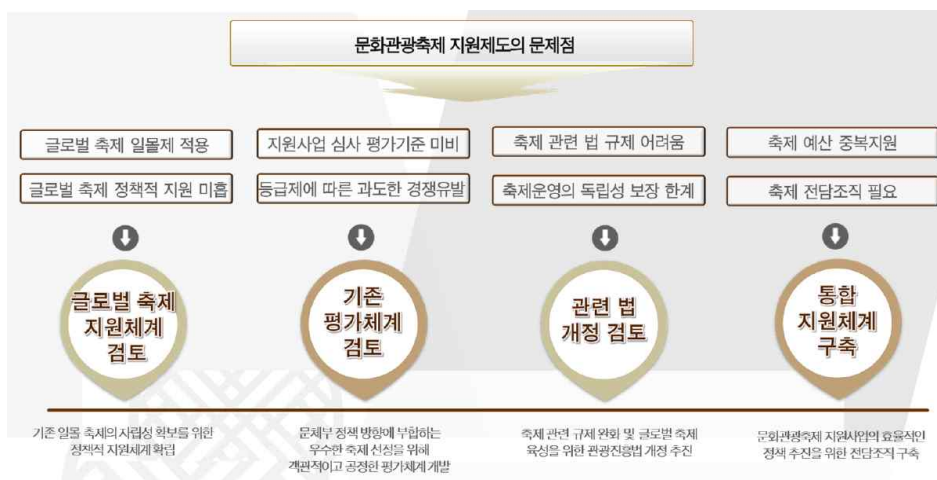 문화관광축제 지원제도의 문제점
글로벌 축제 일몰제 적용
글로벌 축제 정책적 지원 미흡
지원사업 심사 평가기준 미비
등급제에 따른 과도한 경쟁유발
축제 관련 법 규제 어려움
축제운영의 독립성 보장 한계
축제 예산 중복지원
축제 전담조직 필요
글로벌 축제
지원체계
검토
기존
평가체계
검토
관련 법
개정 검토
통합
지원체계
구축
기존 일몰 축제의 자립성 확보를 위한
정책적 지원체계 확립
문체부 정책 방향에 부합하는
우수한 축제 선정을 위해
객관적이고 공정한 평가체계 개발
축제 관련 규제 완화 및 글로벌 축제
육성을 위한 관광진흥법 개정 추진
문화관광축제 지원사업의 효율적인
정책 추진을 위한 전담조직 구축